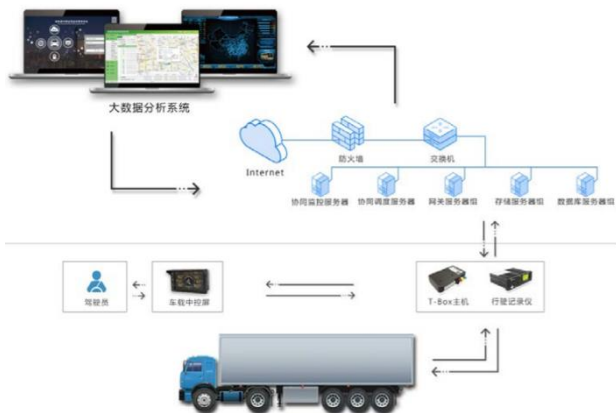 大数据分析系统
Internet
防火墙
交换机
协同监控服务器
协同调度服务器
网关服务器组
存储服务器组
数据库服务器组
驾驶员
车载中控屏
T-Box主机
行驶记录仪